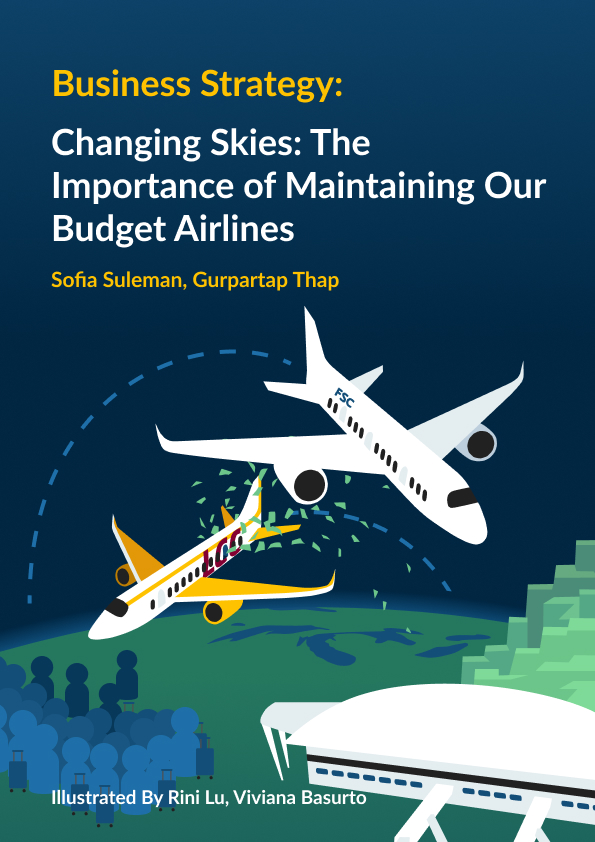 Business Strategy:
Changing Skies: The
Importance of Maintaining Our
Budget Airlines
Sofia Suleman, Gurpartap Thap
FSC
LCC
Illustrated By Rini Lu, Viviana Basurto